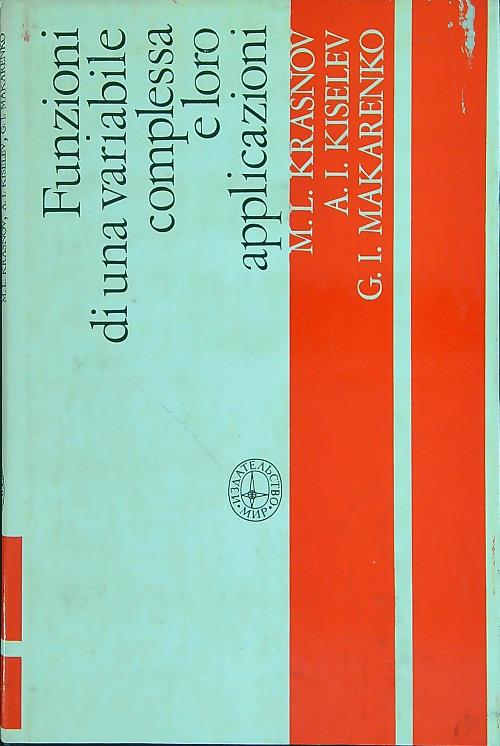 Funzioni
di una variabile
complessa
e loro
applicazioni
M. L. KRASNOV
A. I. KISELEV
G. I. MAKARENKO
ИЗДАТЕЛЬСТВО
• МИР •
M. L. KRASNOV, A. I. KISELEV, G. I. MAKARENKO